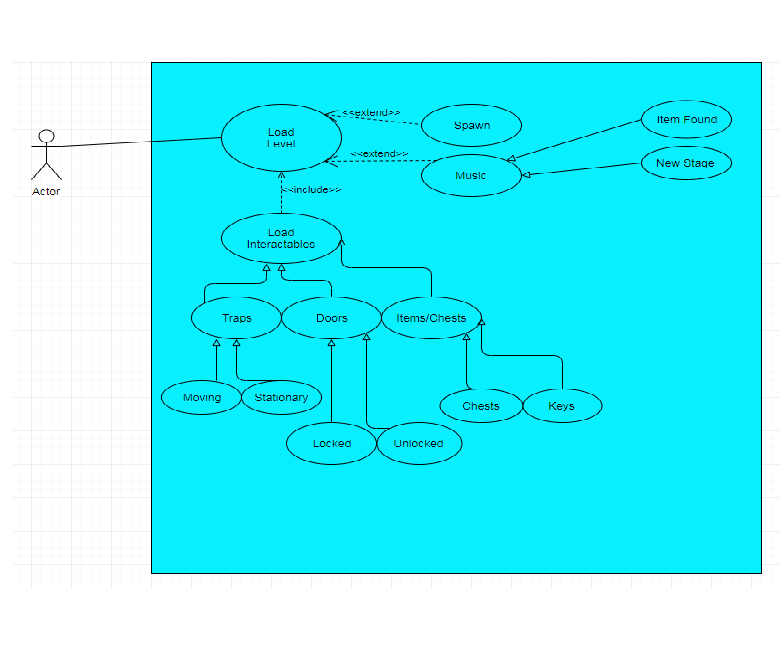 <<extend>>
Spawn
Item Found
Load
Level
<<extend>>
New Stage
Music
Actor
<<include>>
Load
Interactables
Traps
Doors
Items/Chests
Moving
Stationary
Chests
Keys
Locked
Unlocked